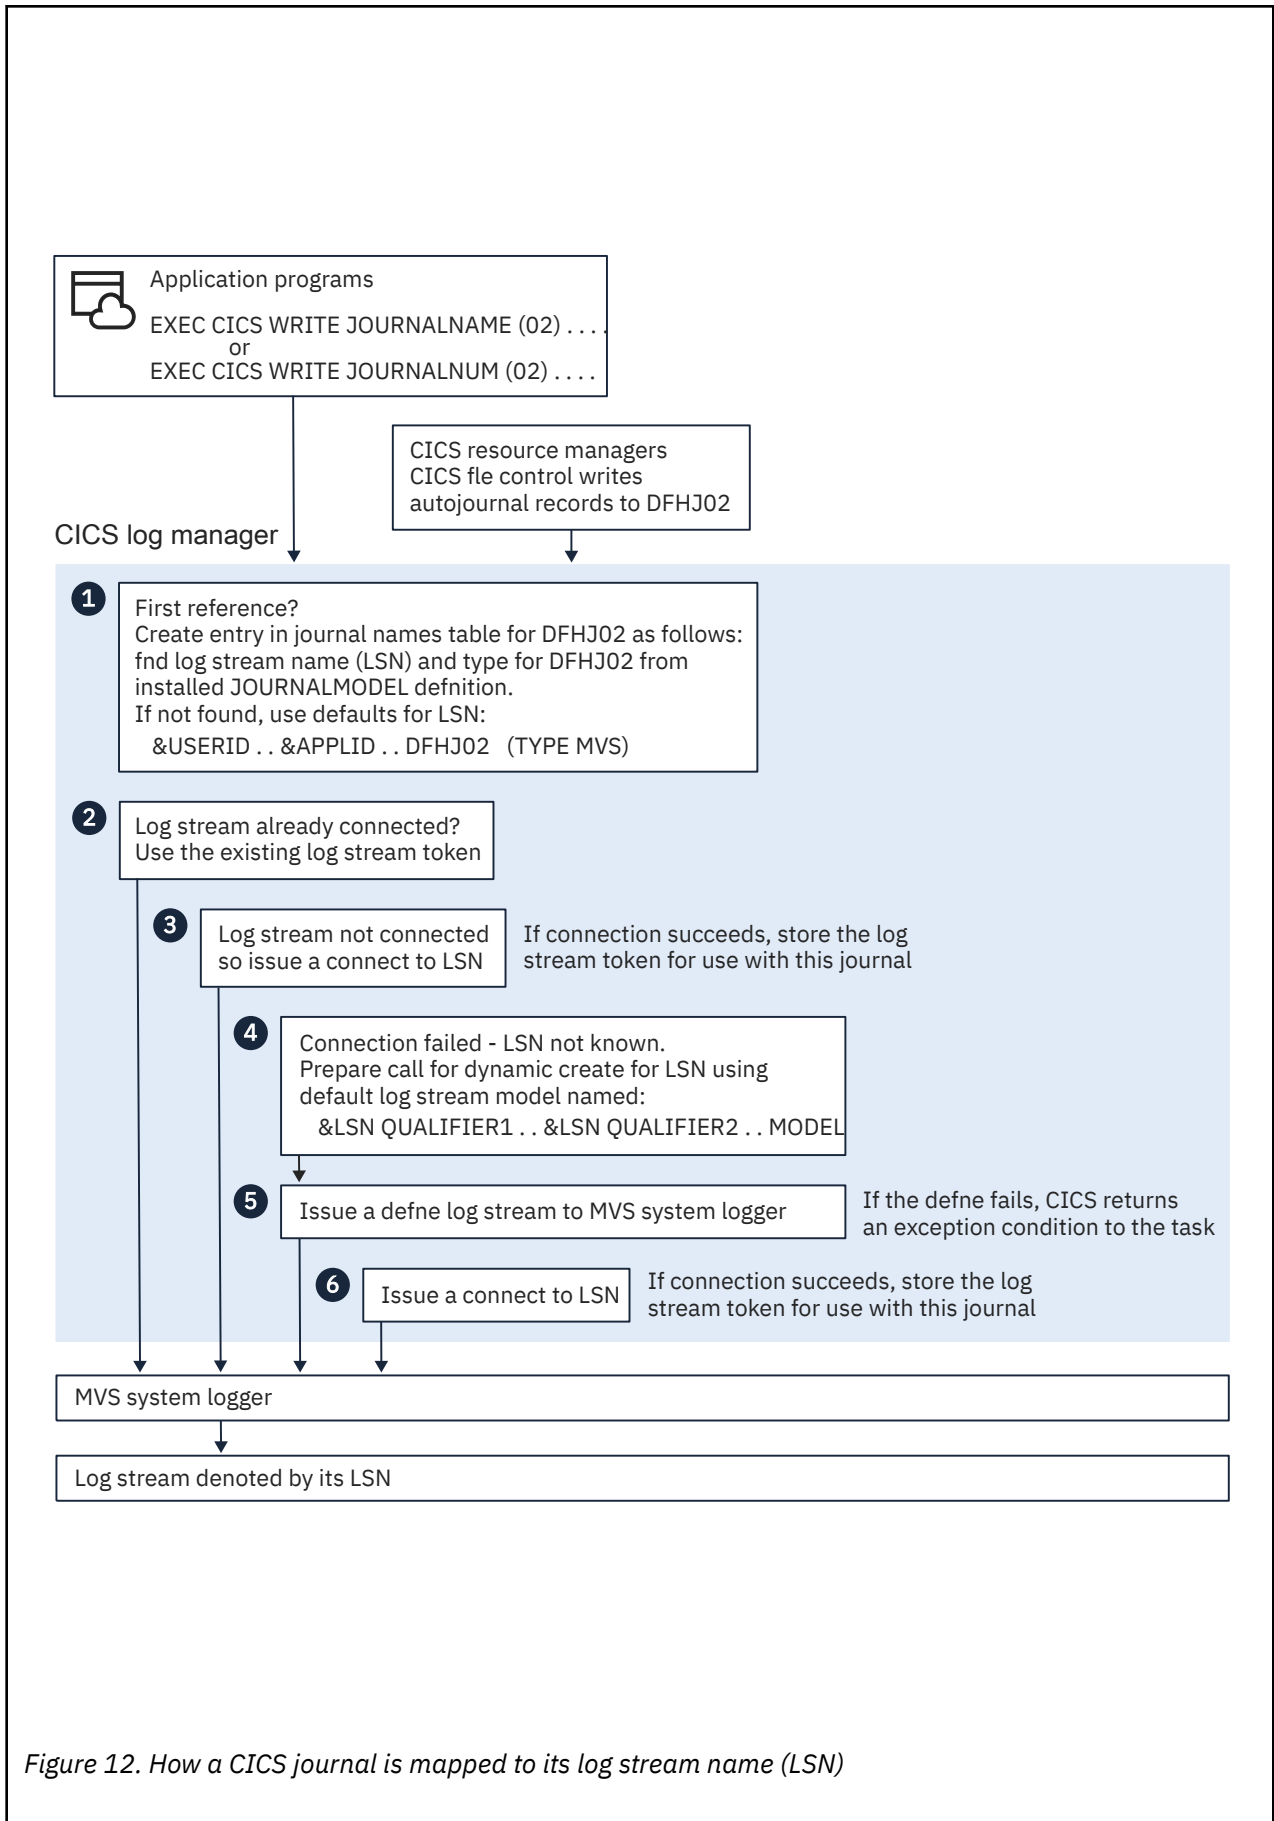 Application programs
EXEC CICS WRITE JOURNALNAME (02) . . . .
or
EXEC CICS WRITE JOURNALNUM (02) . . . .
CICS resource managers
CICS fle control writes
autojournal records to DFHJ02
CICS log manager
1
First reference?
Create entry in journal names table for DFHJ02 as follows:
fnd log stream name (LSN) and type for DFHJ02 from
installed JOURNALMODEL defnition.
If not found, use defaults for LSN:
&USERID . . &APPLID . . DFHJ02 (TYPE MVS)
2
Log stream already connected?
Use the existing log stream token
3
Log stream not connected
so issue a connect to LSN
If connection succeeds, store the log
stream token for use with this journal
4
Connection failed - LSN not known.
Prepare call for dynamic create for LSN using
default log stream model named:
&LSN QUALIFIER1 . . &LSN QUALIFIER2 . . MODEL
5
Issue a defne log stream to MVS system logger
If the defne fails, CICS returns
an exception condition to the task
6
Issue a connect to LSN
If connection succeeds, store the log
stream token for use with this journal
MVS system logger
Log stream denoted by its LSN
Figure 12. How a CICS journal is mapped to its log stream name (LSN)